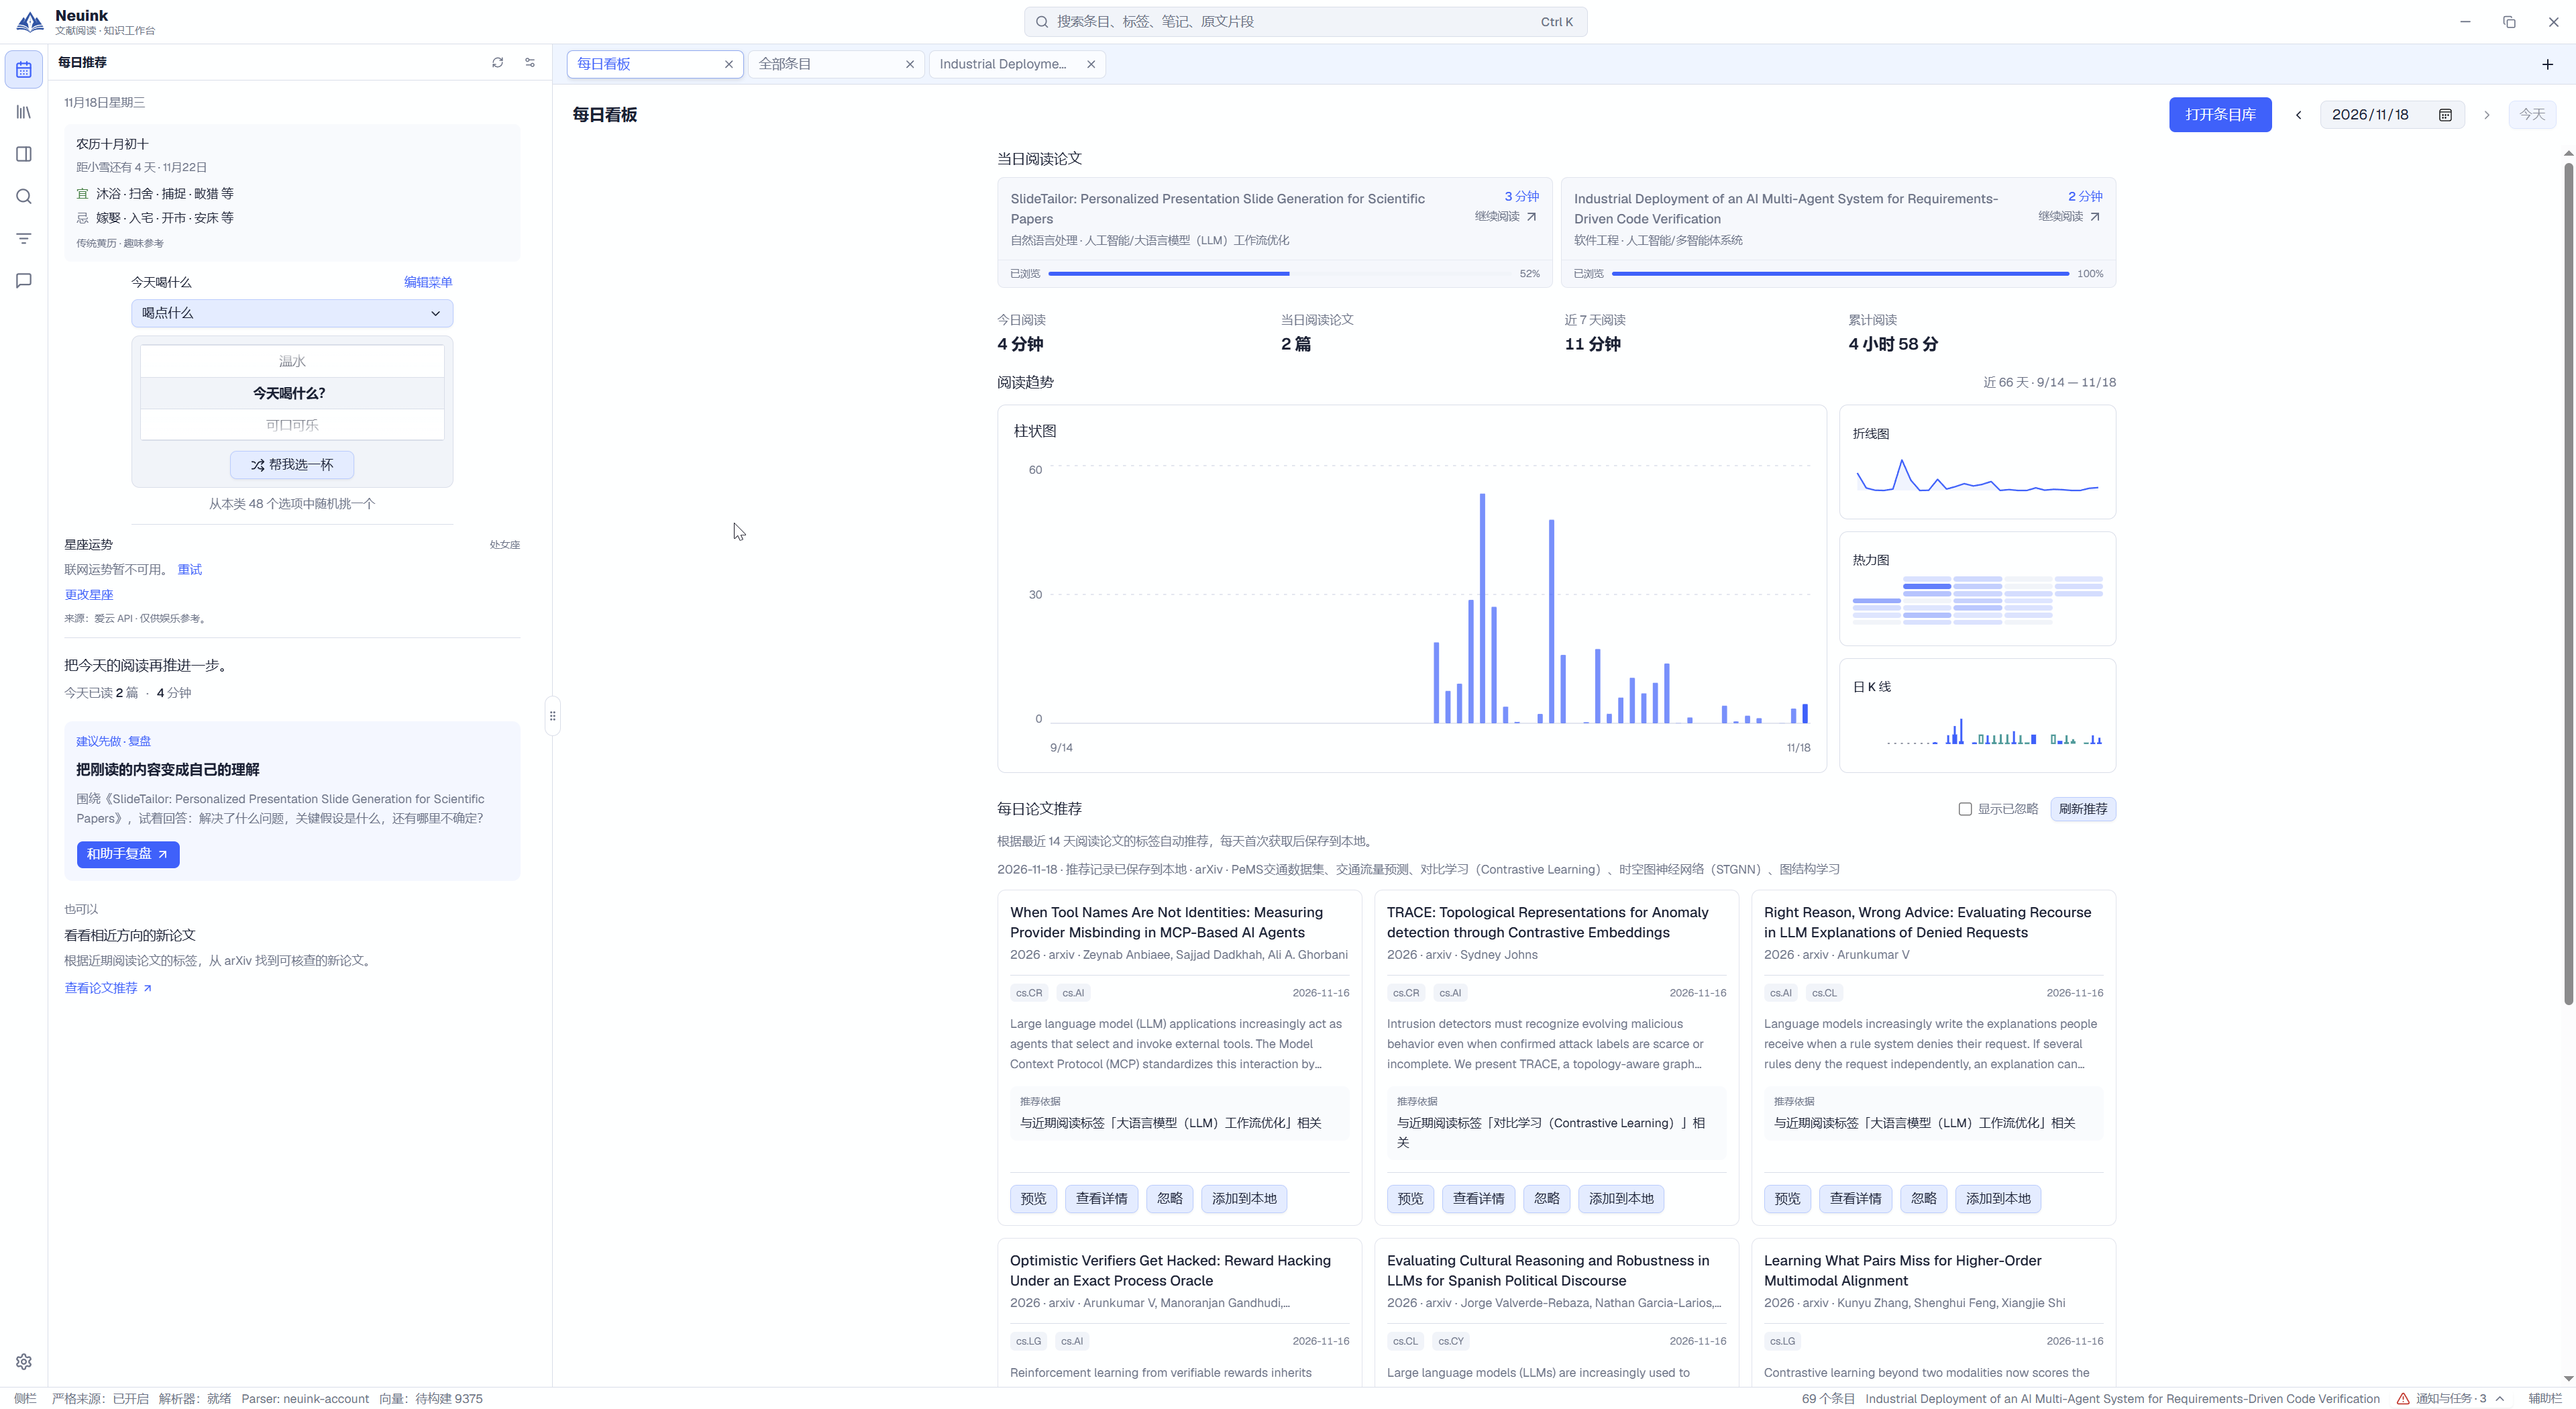 Neuink
文献阅读 · 知识工作台
搜索条目、标签、笔记、原文片段
Ctrl K
每日推荐
11月18日星期三
农历十月初十
距小雪还有 4 天 · 11月22日
宜 沐浴 · 扫舍 · 捕捉 · 畋猎 等
忌 嫁娶 · 入宅 · 开市 · 安床 等
传统黄历 · 趣味参考
今天喝什么
编辑菜单
喝点什么
温水
今天喝什么?
可口可乐
帮我选一杯
从本类 48 个选项中随机挑一个
星座运势
处女座
联网运势暂不可用。 重试
更改星座
来源：爱云 API · 仅供娱乐参考。
把今天的阅读再推进一步。
今天已读 2 篇 · 4 分钟
建议先做 · 复盘
把刚读的内容变成自己的理解
围绕《SlideTailor: Personalized Presentation Slide Generation for Scientific
Papers》，试着回答：解决了什么问题，关键假设是什么，还有哪里不确定？
和助手复盘
也可以
看看相近方向的新论文
根据近期阅读论文的标签，从 arXiv 找到可核查的新论文。
查看论文推荐
每日看板
全部条目
Industrial Deployme...
每日看板
打开条目库
2026/11/18
今天
当日阅读论文
SlideTailor: Personalized Presentation Slide Generation for Scientific
Papers
3 分钟
继续阅读
自然语言处理 · 人工智能/大语言模型（LLM）工作流优化
已浏览
52%
Industrial Deployment of an AI Multi-Agent System for Requirements-
Driven Code Verification
2 分钟
继续阅读
软件工程 · 人工智能/多智能体系统
已浏览
100%
今日阅读
4 分钟
当日阅读论文
2 篇
近 7 天阅读
11 分钟
累计阅读
4 小时 58 分
阅读趋势
近 66 天 · 9/14 — 11/18
柱状图
60
30
0
9/14
11/18
折线图
热力图
日 K 线
每日论文推荐
显示已忽略
刷新推荐
根据最近 14 天阅读论文的标签自动推荐，每天首次获取后保存到本地。
2026-11-18 · 推荐记录已保存到本地 · arXiv · PeMS交通数据集、交通流量预测、对比学习（Contrastive Learning）、时空图神经网络（STGNN）、图结构学习
When Tool Names Are Not Identities: Measuring
Provider Misbinding in MCP-Based AI Agents
2026 · arxiv · Zeynab Anbiaee, Sajjad Dadkhah, Ali A. Ghorbani
cs.CR
cs.AI
2026-11-16
Large language model (LLM) applications increasingly act as
agents that select and invoke external tools. The Model
Context Protocol (MCP) standardizes this interaction by...
推荐依据
与近期阅读标签「大语言模型（LLM）工作流优化」相关
预览
查看详情
忽略
添加到本地
TRACE: Topological Representations for Anomaly
detection through Contrastive Embeddings
2026 · arxiv · Sydney Johns
cs.CR
cs.AI
2026-11-16
Intrusion detectors must recognize evolving malicious
behavior even when confirmed attack labels are scarce or
incomplete. We present TRACE, a topology-aware graph...
推荐依据
与近期阅读标签「对比学习（Contrastive Learning）」相
关
预览
查看详情
忽略
添加到本地
Right Reason, Wrong Advice: Evaluating Recourse
in LLM Explanations of Denied Requests
2026 · arxiv · Arunkumar V
cs.AI
cs.CL
2026-11-16
Language models increasingly write the explanations people
receive when a rule system denies their request. If several
rules deny the request independently, an explanation can...
推荐依据
与近期阅读标签「大语言模型（LLM）工作流优化」相关
预览
查看详情
忽略
添加到本地
Optimistic Verifiers Get Hacked: Reward Hacking
Under an Exact Process Oracle
2026 · arxiv · Arunkumar V, Manoranjan Gandhudi,...
cs.LG
cs.AI
2026-11-16
Reinforcement learning from verifiable rewards inherits
Evaluating Cultural Reasoning and Robustness in
LLMs for Spanish Political Discourse
2026 · arxiv · Jorge Valverde-Rebaza, Nathan Garcia-Larios,...
cs.CL
cs.CY
2026-11-16
Large language models (LLMs) are increasingly used to
Learning What Pairs Miss for Higher-Order
Multimodal Alignment
2026 · arxiv · Kunyu Zhang, Shenghui Feng, Xiangjie Shi
cs.LG
2026-11-16
Contrastive learning beyond two modalities now scores the
侧栏
严格来源：已开启
解析器：就绪
Parser: neuink-account
向量：待构建 9375
69 个条目
Industrial Deployment of an AI Multi-Agent System for Requirements-Driven Code Verification
通知与任务 · 3
辅助栏